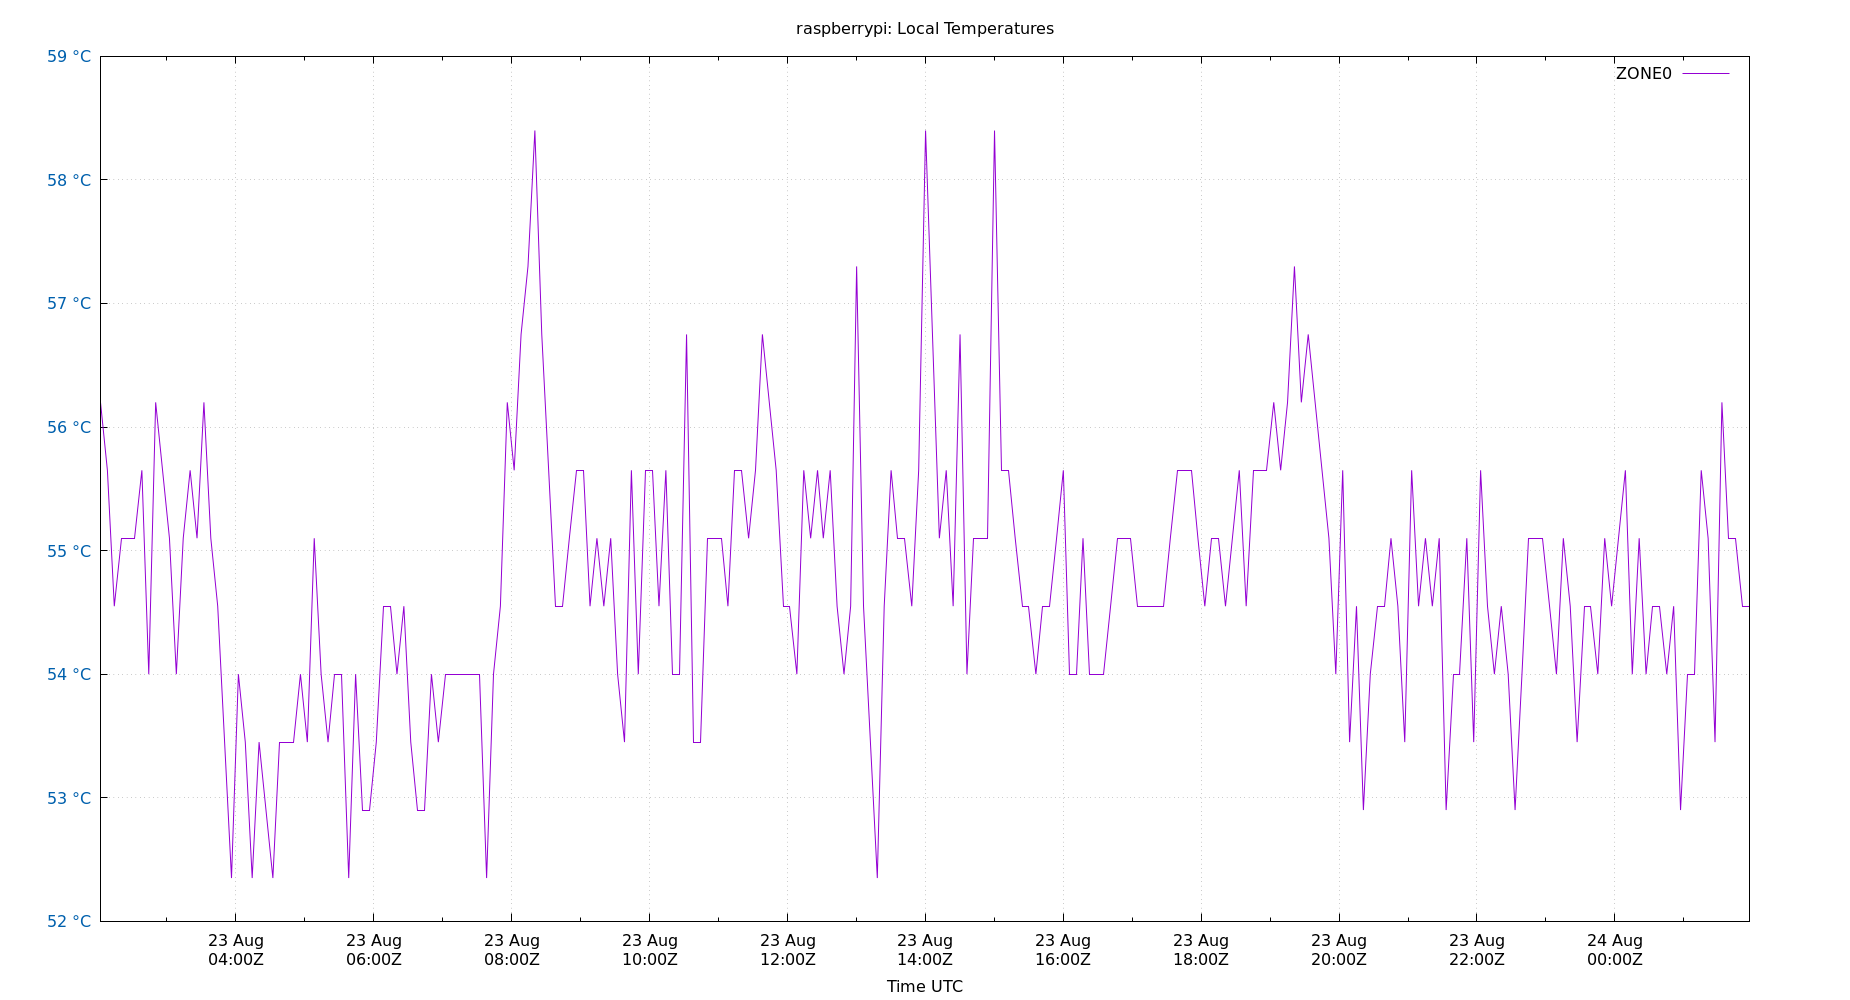 raspberrypi: Local Temperatures
ZONE0
59 °C
58 °C
57 °C
56 °C
55 °C
54 °C
53 °C
52 °C
23 Aug 23 Aug 23 Aug 23 Aug 23 Aug 23 Aug 23 Aug 23 Aug 23 Aug 23 Aug 24 Aug
04:00Z 06:00Z 08:00Z 10:00Z 12:00Z 14:00Z 16:00Z 18:00Z 20:00Z 22:00Z 00:00Z
Time UTC